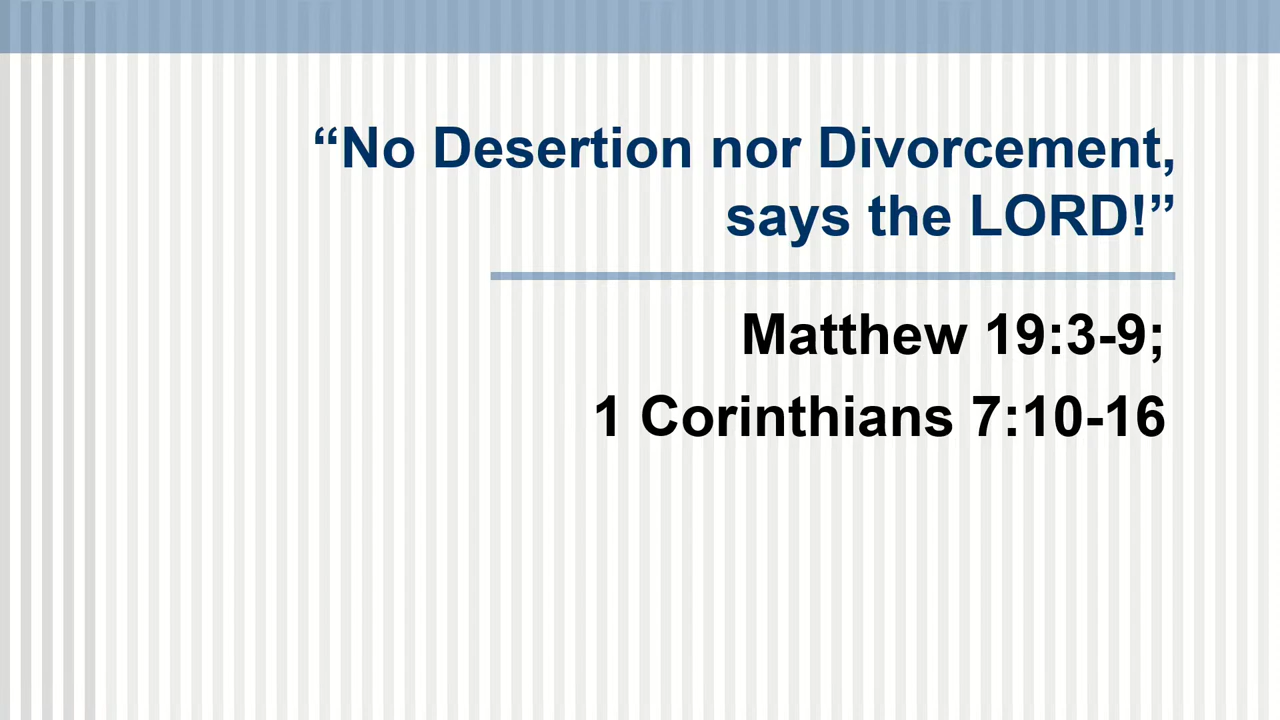 “No Desertion nor Divorcement,
says the LORD!”
Matthew 19:3-9;
1 Corinthians 7:10-16